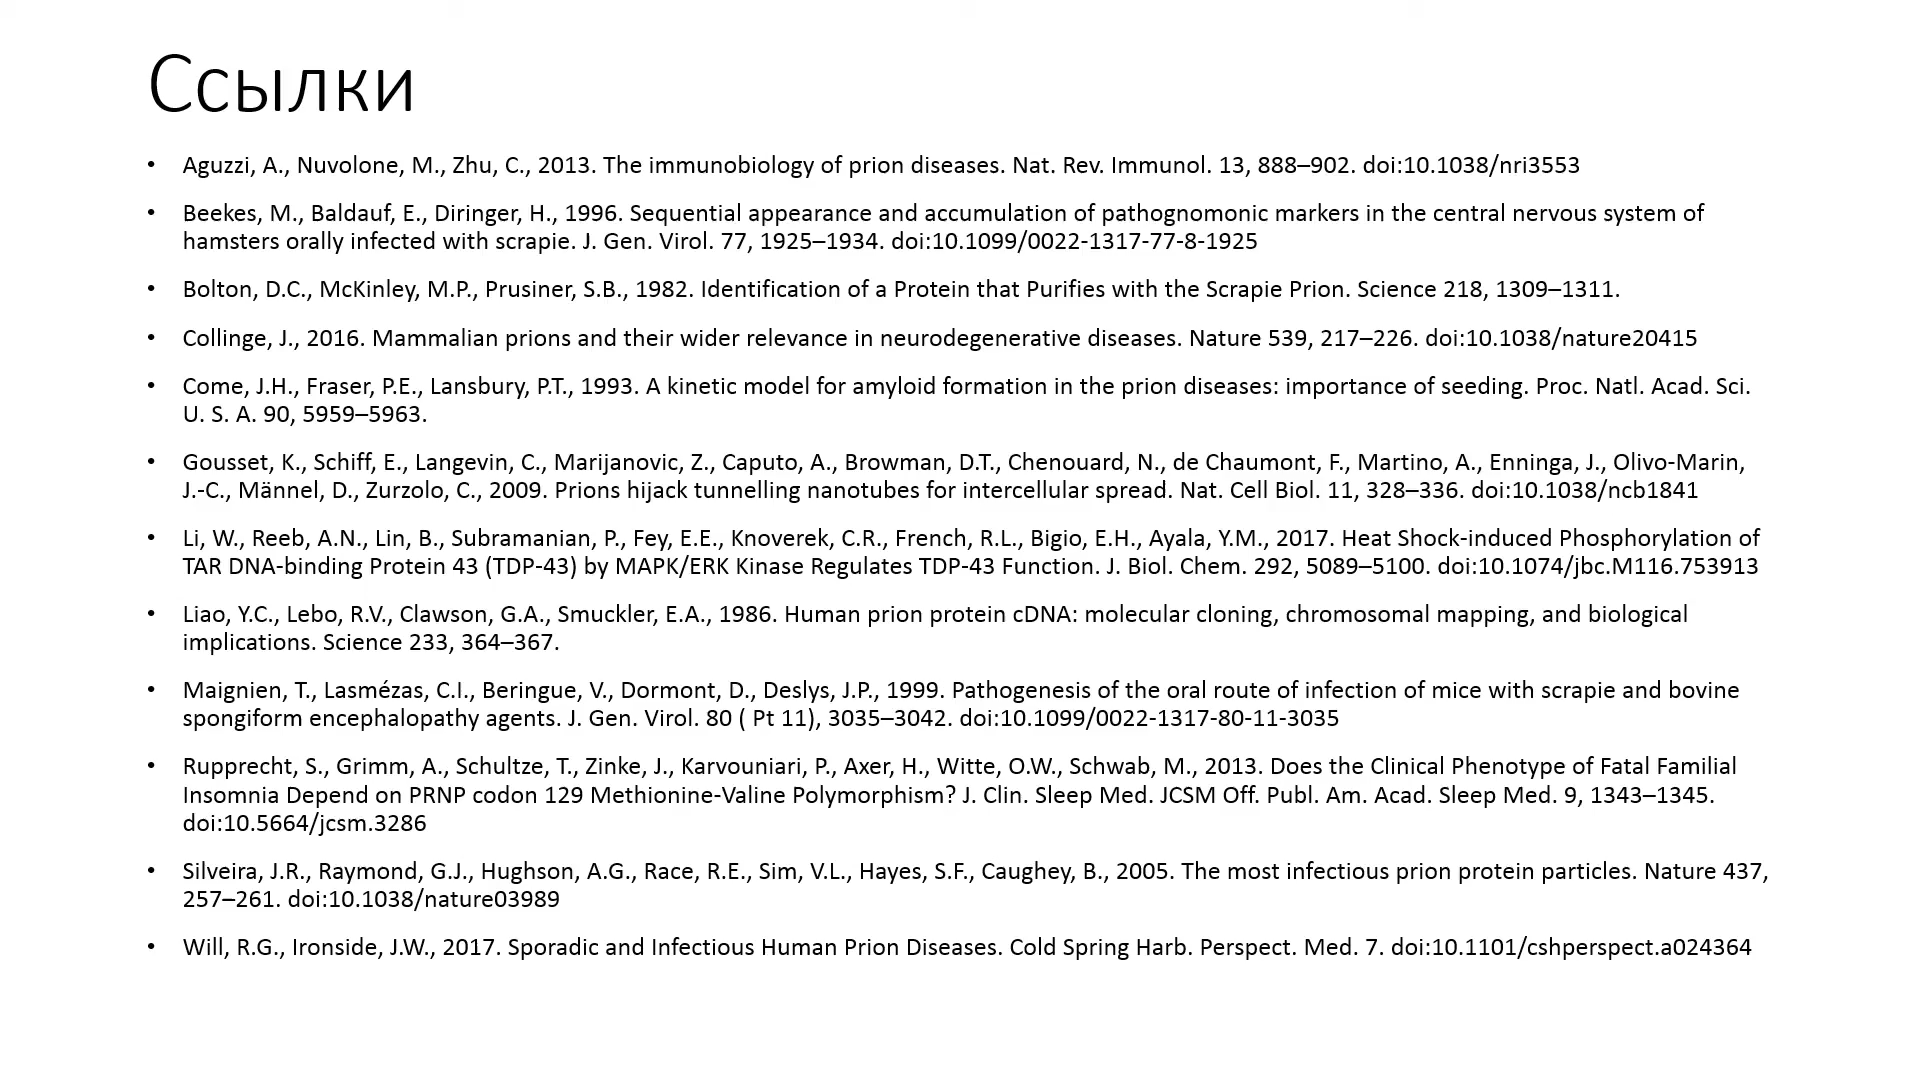 Ссылки
• Aguzzi, A., Nuvolone, M., Zhu, C., 2013. The immunobiology of prion diseases. Nat. Rev. Immunol. 13, 888–902. doi:10.1038/nri3553
• Beekes, M., Baldauf, E., Diringer, H., 1996. Sequential appearance and accumulation of pathognomonic markers in the central nervous system of
hamsters orally infected with scrapie. J. Gen. Virol. 77, 1925–1934. doi:10.1099/0022-1317-77-8-1925
• Bolton, D.C., McKinley, M.P., Prusiner, S.B., 1982. Identification of a Protein that Purifies with the Scrapie Prion. Science 218, 1309–1311.
• Collinge, J., 2016. Mammalian prions and their wider relevance in neurodegenerative diseases. Nature 539, 217–226. doi:10.1038/nature20415
• Come, J.H., Fraser, P.E., Lansbury, P.T., 1993. A kinetic model for amyloid formation in the prion diseases: importance of seeding. Proc. Natl. Acad. Sci.
U. S. A. 90, 5959–5963.
• Gousset, K., Schiff, E., Langevin, C., Marijanovic, Z., Caputo, A., Browman, D.T., Chenouard, N., de Chaumont, F., Martino, A., Enninga, J., Olivo-Marin,
J.-C., Männel, D., Zurzolo, C., 2009. Prions hijack tunnelling nanotubes for intercellular spread. Nat. Cell Biol. 11, 328–336. doi:10.1038/ncb1841
• Li, W., Reeb, A.N., Lin, B., Subramanian, P., Fey, E.E., Knoverek, C.R., French, R.L., Bigio, E.H., Ayala, Y.M., 2017. Heat Shock-induced Phosphorylation of
TAR DNA-binding Protein 43 (TDP-43) by MAPK/ERK Kinase Regulates TDP-43 Function. J. Biol. Chem. 292, 5089–5100. doi:10.1074/jbc.M116.753913
• Liao, Y.C., Lebo, R.V., Clawson, G.A., Smuckler, E.A., 1986. Human prion protein cDNA: molecular cloning, chromosomal mapping, and biological
implications. Science 233, 364–367.
• Maignien, T., Lasmézas, C.I., Beringue, V., Dormont, D., Deslys, J.P., 1999. Pathogenesis of the oral route of infection of mice with scrapie and bovine
spongiform encephalopathy agents. J. Gen. Virol. 80 ( Pt 11), 3035–3042. doi:10.1099/0022-1317-80-11-3035
• Rupprecht, S., Grimm, A., Schultze, T., Zinke, J., Karvouniari, P., Axer, H., Witte, O.W., Schwab, M., 2013. Does the Clinical Phenotype of Fatal Familial
Insomnia Depend on PRNP codon 129 Methionine-Valine Polymorphism? J. Clin. Sleep Med. JCSM Off. Publ. Am. Acad. Sleep Med. 9, 1343–1345.
doi:10.5664/jcsm.3286
• Silveira, J.R., Raymond, G.J., Hughson, A.G., Race, R.E., Sim, V.L., Hayes, S.F., Caughey, B., 2005. The most infectious prion protein particles. Nature 437,
257–261. doi:10.1038/nature03989
• Will, R.G., Ironside, J.W., 2017. Sporadic and Infectious Human Prion Diseases. Cold Spring Harb. Perspect. Med. 7. doi:10.1101/cshperspect.a024364